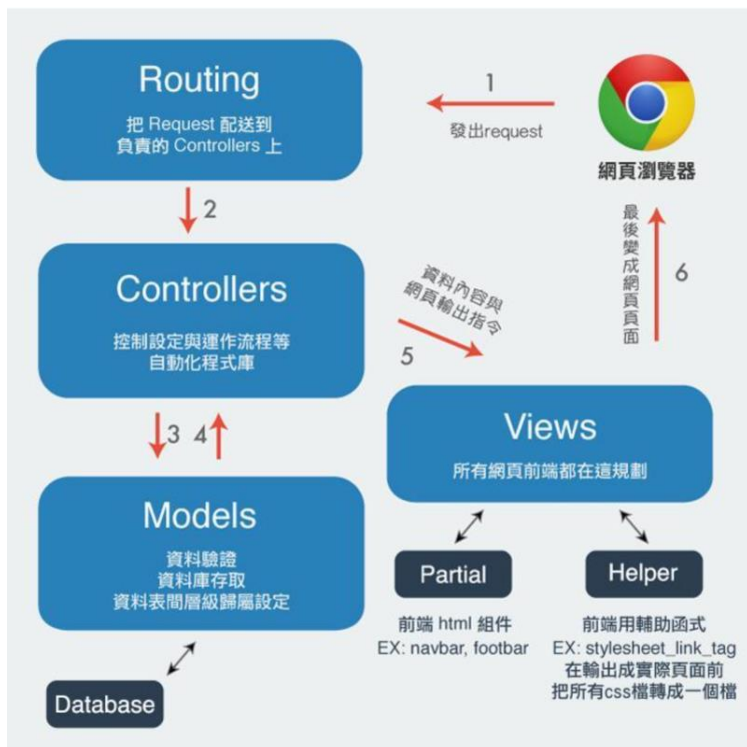 Routing
把 Request 配送到
負責的 Controllers 上
1
發出request
網頁瀏覽器
2
Controllers
控制設定與運作流程等
自動化程式庫
資料內容與
網頁輸出指令
5
最後變成網頁頁面
6
3 4
Models
資料驗證
資料庫存取
資料表間層級歸屬設定
Database
Views
所有網頁前端都在這規劃
Partial
前端 html 組件
EX: navbar, footbar
Helper
前端用輔助函式
EX: stylesheet_link_tag
在輸出成實際頁面前
把所有css檔轉成一個檔